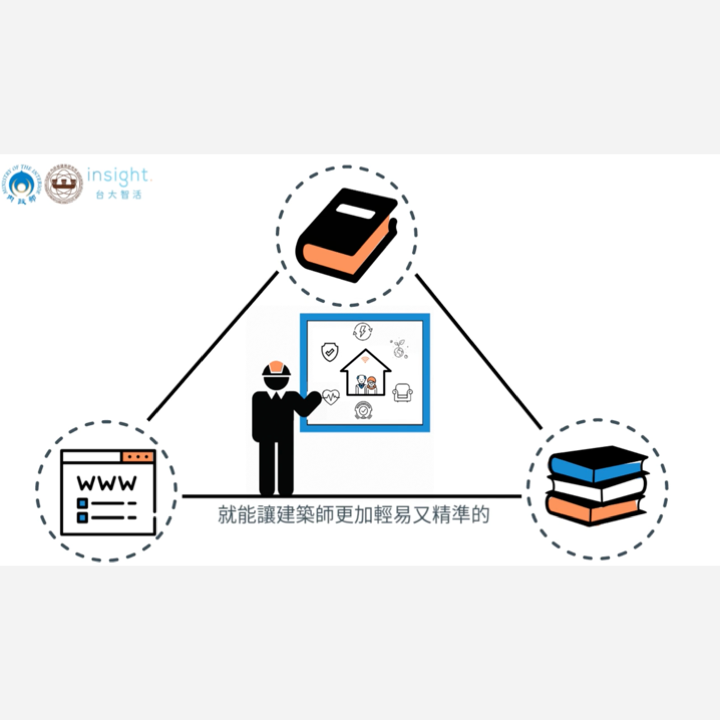 MINISTRY OF THE INTERIOR
內政部
insight.
台大智活
WWW
就能讓建築師更加輕易又精準的